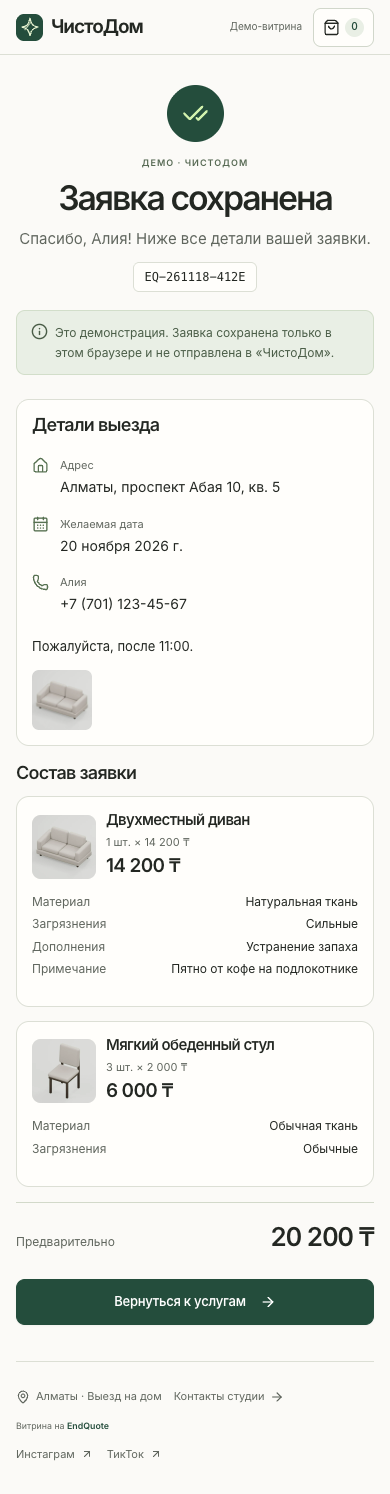 ЧистоДом
Демо-витрина
0
ДЕМО · ЧИСТОДОМ
Заявка сохранена
Спасибо, Алия! Ниже все детали вашей заявки.
EQ–261118–412E
Это демонстрация. Заявка сохранена только в
этом браузере и не отправлена в «ЧистоДом».
Детали выезда
Адрес
Алматы, проспект Абая 10, кв. 5
Желаемая дата
20 ноября 2026 г.
Алия
+7 (701) 123-45-67
Пожалуйста, после 11:00.
Состав заявки
Двухместный диван
1 шт. × 14 200 ₸
14 200 ₸
Материал Натуральная ткань
Загрязнения Сильные
Дополнения Устранение запаха
Примечание Пятно от кофе на подлокотнике
Мягкий обеденный стул
3 шт. × 2 000 ₸
6 000 ₸
Материал Обычная ткань
Загрязнения Обычные
Предварительно 20 200 ₸
Вернуться к услугам →
Алматы · Выезд на дом Контакты студии →
Витрина на EndQuote
Инстаграм ↗ ТикТок ↗